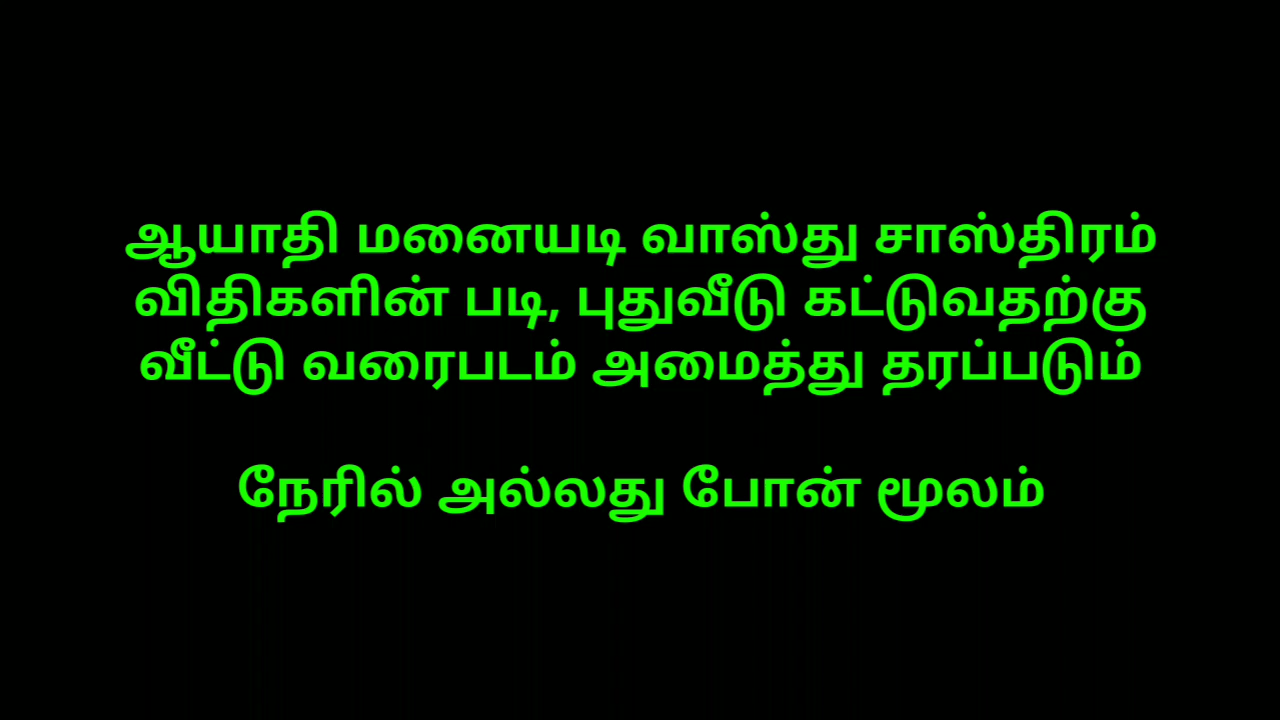 ஆயாதி மனையடி வாஸ்து சாஸ்திரம்
விதிகளின் படி, புதுவீடு கட்டுவதற்கு
வீட்டு வரைபடம் அமைத்து தரப்படும்
நேரில் அல்லது போன் மூலம்